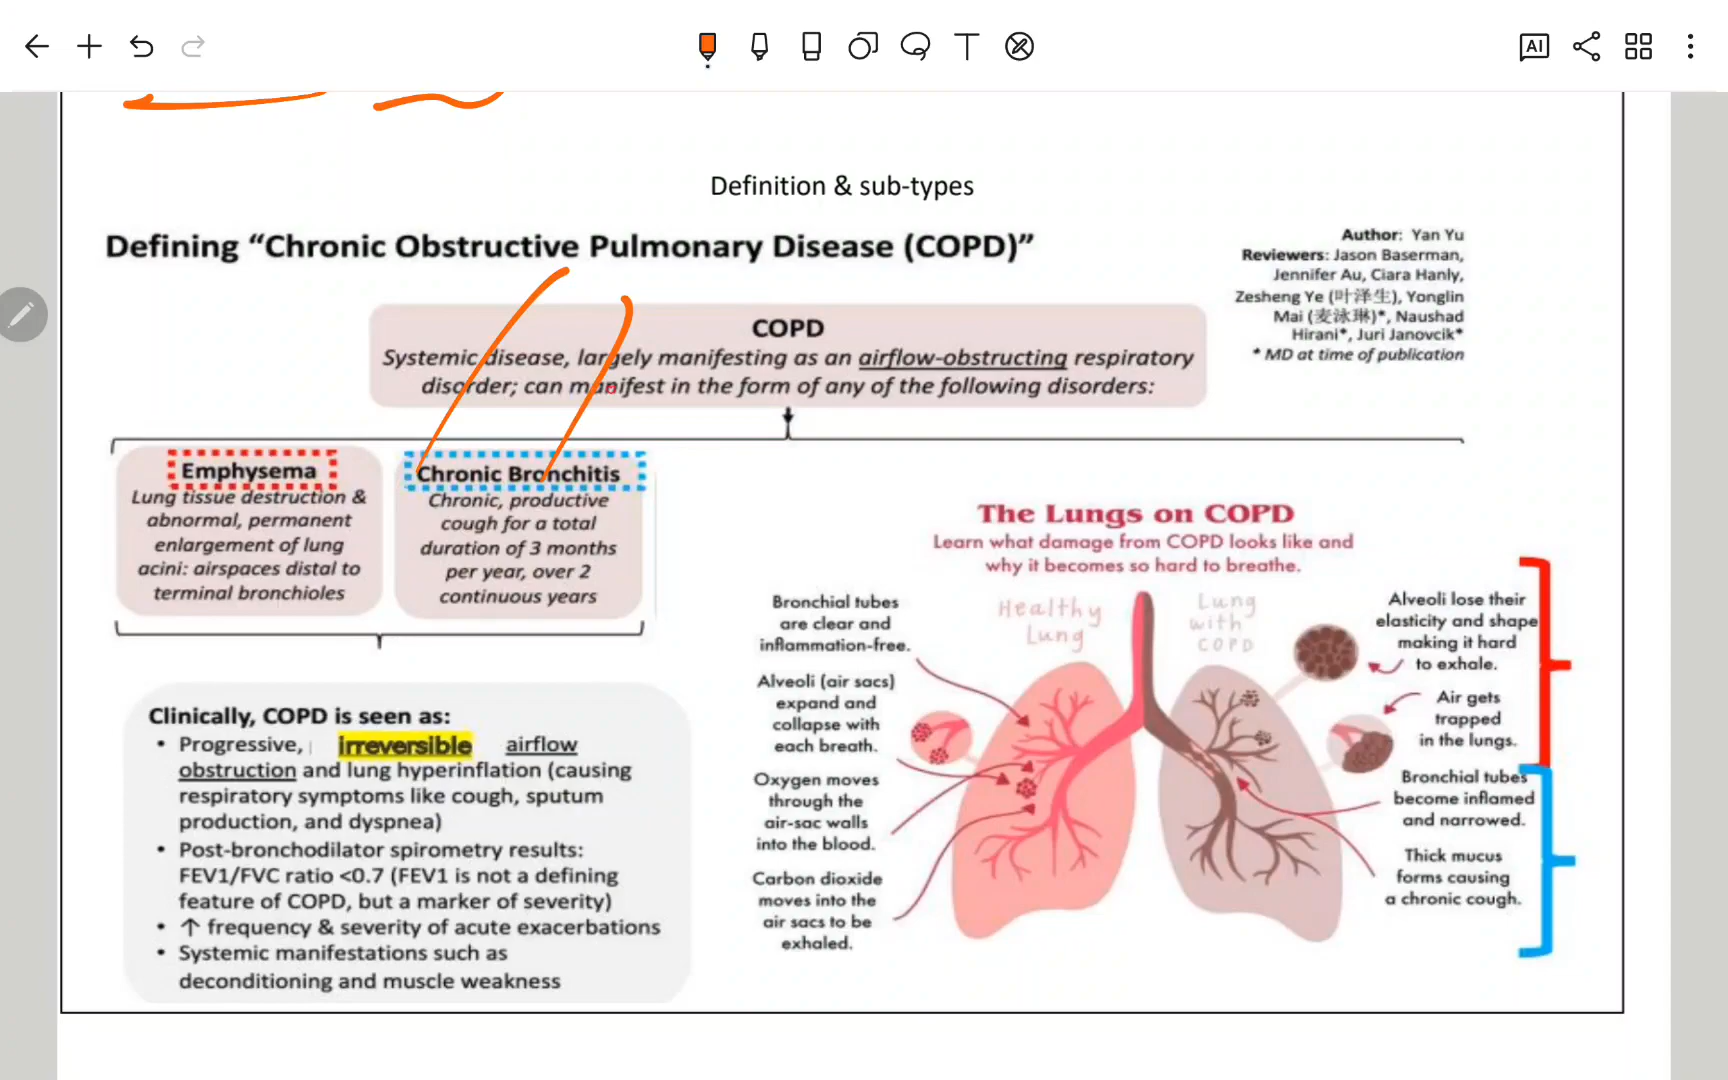 AI
Definition & sub-types
Defining “Chronic Obstructive Pulmonary Disease (COPD)”
Author: Yan Yu
Reviewers: Jason Baserman,
Jennifer Au, Ciara Hanly,
Zesheng Ye (叶泽生), Yonglin
Mai (麦泳琳)*, Naushad
Hirani*, Juri Janovcik*
* MD at time of publication
COPD
Systemic disease, largely manifesting as an airflow-obstructing respiratory
disorder; can manifest in the form of any of the following disorders:
Emphysema
Lung tissue destruction &
abnormal, permanent
enlargement of lung
acini: airspaces distal to
terminal bronchioles
Chronic Bronchitis
Chronic, productive
cough for a total
duration of 3 months
per year, over 2
continuous years
Clinically, COPD is seen as:
• Progressive, irreversible airflow
obstruction and lung hyperinflation (causing
respiratory symptoms like cough, sputum
production, and dyspnea)
• Post-bronchodilator spirometry results:
FEV1/FVC ratio <0.7 (FEV1 is not a defining
feature of COPD, but a marker of severity)
• ↑ frequency & severity of acute exacerbations
• Systemic manifestations such as
deconditioning and muscle weakness
The Lungs on COPD
Learn what damage from COPD looks like and
why it becomes so hard to breathe.
Healthy
Lung
Lung
with
COPD
Bronchial tubes
are clear and
inflammation-free.
Alveoli (air sacs)
expand and
collapse with
each breath.
Oxygen moves
through the
air-sac walls
into the blood.
Carbon dioxide
moves into the
air sacs to be
exhaled.
Alveoli lose their
elasticity and shape
making it hard
to exhale.
Air gets
trapped
in the lungs.
Bronchial tubes
become inflamed
and narrowed.
Thick mucus
forms causing
a chronic cough.